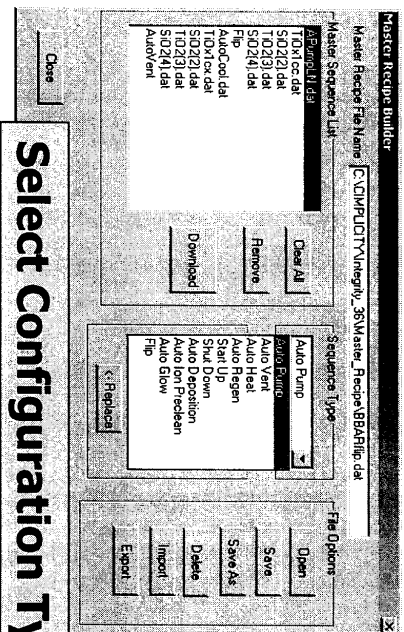 Master Recipe Builder
Master Recipe File Name C:\CIMPLICITY\Integrity_36\Master_Recipe\BBARflip.dat
Master Sequence List
APumpLN.dat
TiOx1oc.dat
SiO2(2).dat
TiO2(3).dat
SiO2(4).dat
Flip
AutoCool.dat
TiOx1ox.dat
SiO2(2).dat
TiO2(3).dat
SiO2(4).dat
AutoVent
Clear All
Remove
Download
Sequence Type
Auto Pump
Auto Pump
Auto Vent
Auto Heat
Auto Regen
Start Up
Shut Down
Auto Deposition
Auto Ion Preclean
Auto Glow
Flip
< Replace
File Options
Open
Save
Save As
Delete
Import
Export
Close
Select Configuration Ty